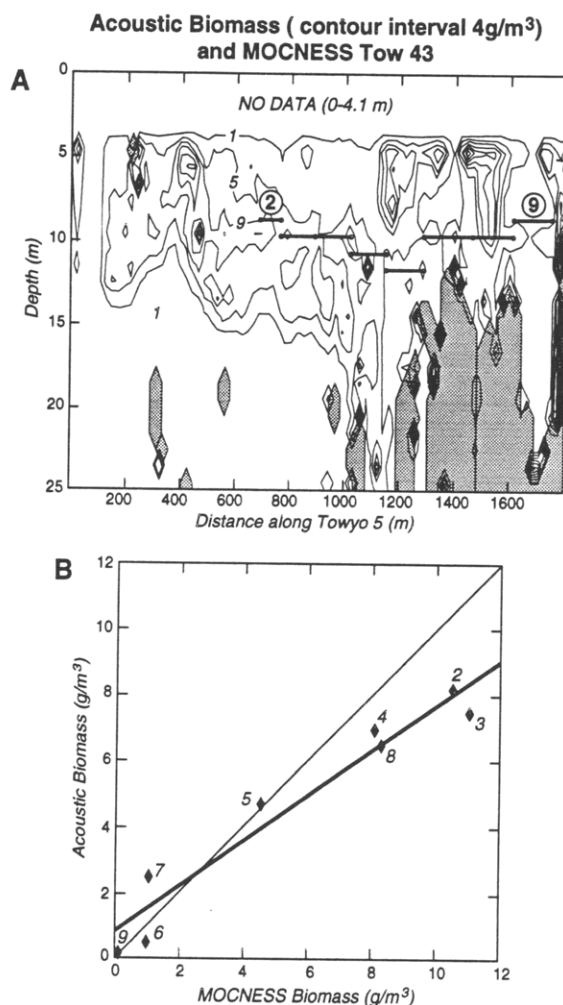 Acoustic Biomass ( contour interval 4g/m³)
and MOCNESS Tow 43
A
0
5
10
15
20
25
Depth (m)
NO DATA (0-4.1 m)
1
5
9
1
2
9
200 400 600 800 1000 1200 1400 1600
Distance along Towyo 5 (m)
B
12
10
8
6
4
2
0
Acoustic Biomass (g/m³)
2
3
4
8
5
7
6
9
0 2 4 6 8 10 12
MOCNESS Biomass (g/m³)